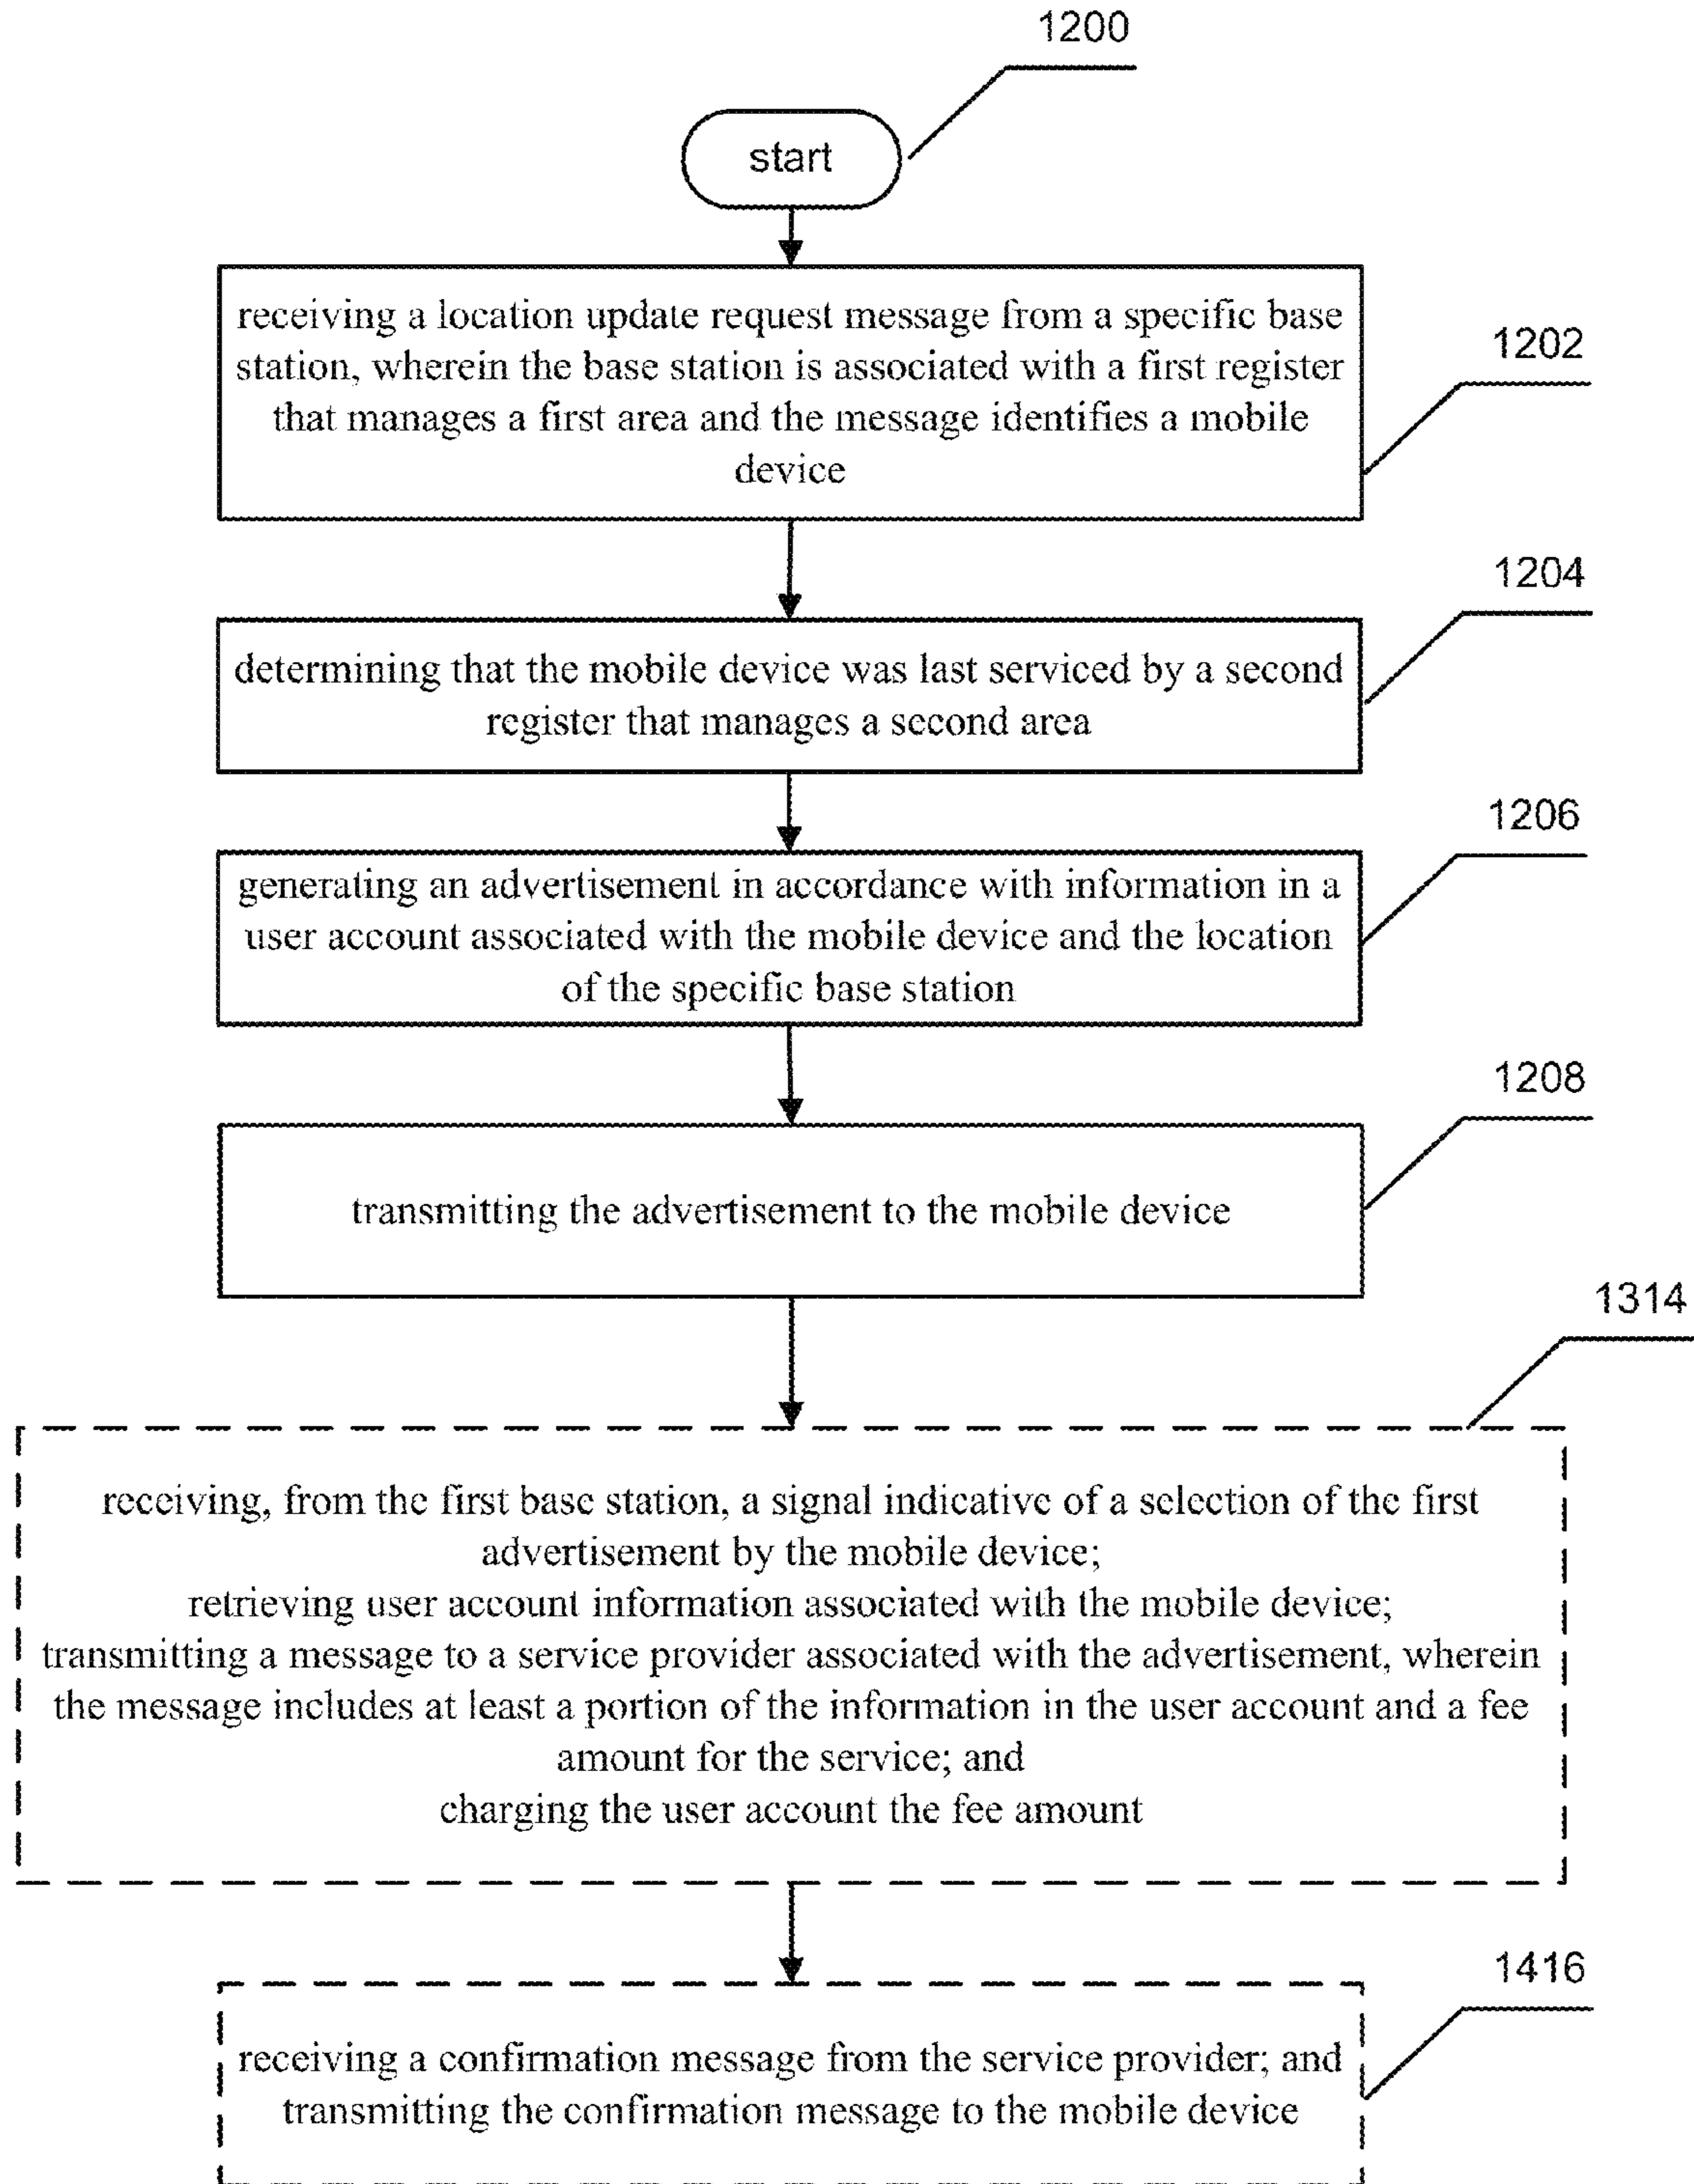 1200
start
receiving a location update request message from a specific base
station, wherein the base station is associated with a first register
that manages a first area and the message identifies a mobile
device
1202
determining that the mobile device was last serviced by a second
register that manages a second area
1204
generating an advertisement in accordance with information in a
user account associated with the mobile device and the location
of the specific base station
1206
transmitting the advertisement to the mobile device
1208
receiving, from the first base station, a signal indicative of a selection of the first
advertisement by the mobile device;
retrieving user account information associated with the mobile device;
transmitting a message to a service provider associated with the advertisement, wherein
the message includes at least a portion of the information in the user account and a fee
amount for the service; and
charging the user account the fee amount
1314
receiving a confirmation message from the service provider; and
transmitting the confirmation message to the mobile device
1416